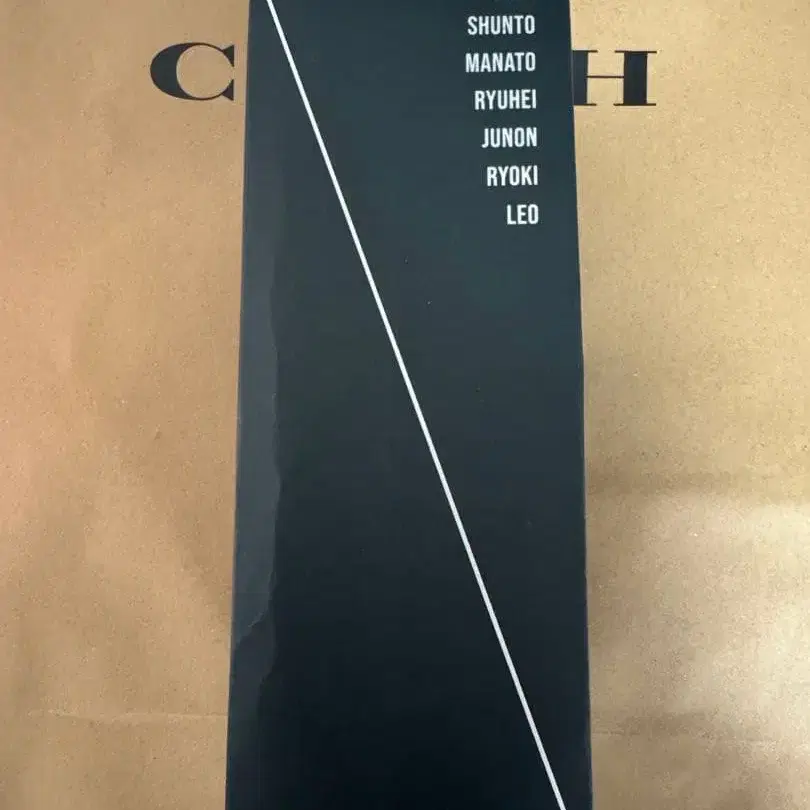 SHUNTO
MANATO
RYUHEI
JUNON
RYOKI
LEO
C H